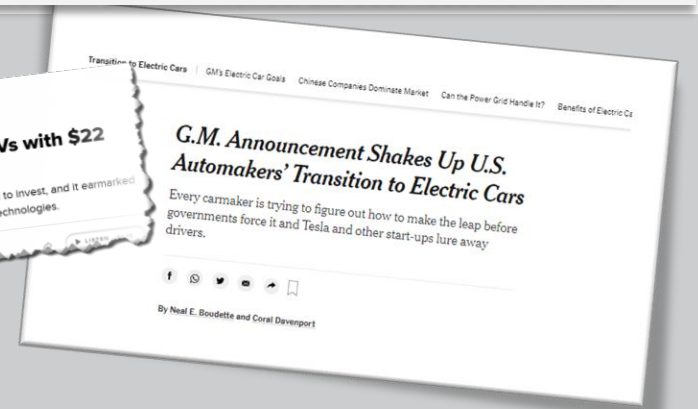 Transition to Electric Cars | GM's Electric Car Goals Chinese Companies Dominate Market Can the Power Grid Handle It? Benefits of Electric Ca
Vs with $22
to invest, and it earmarked
echnologies.
LISTEN
G.M. Announcement Shakes Up U.S.
Automakers' Transition to Electric Cars
Every carmaker is trying to figure out how to make the leap before
governments force it and Tesla and other start-ups lure away
drivers.
By Neal E. Boudette and Coral Davenport